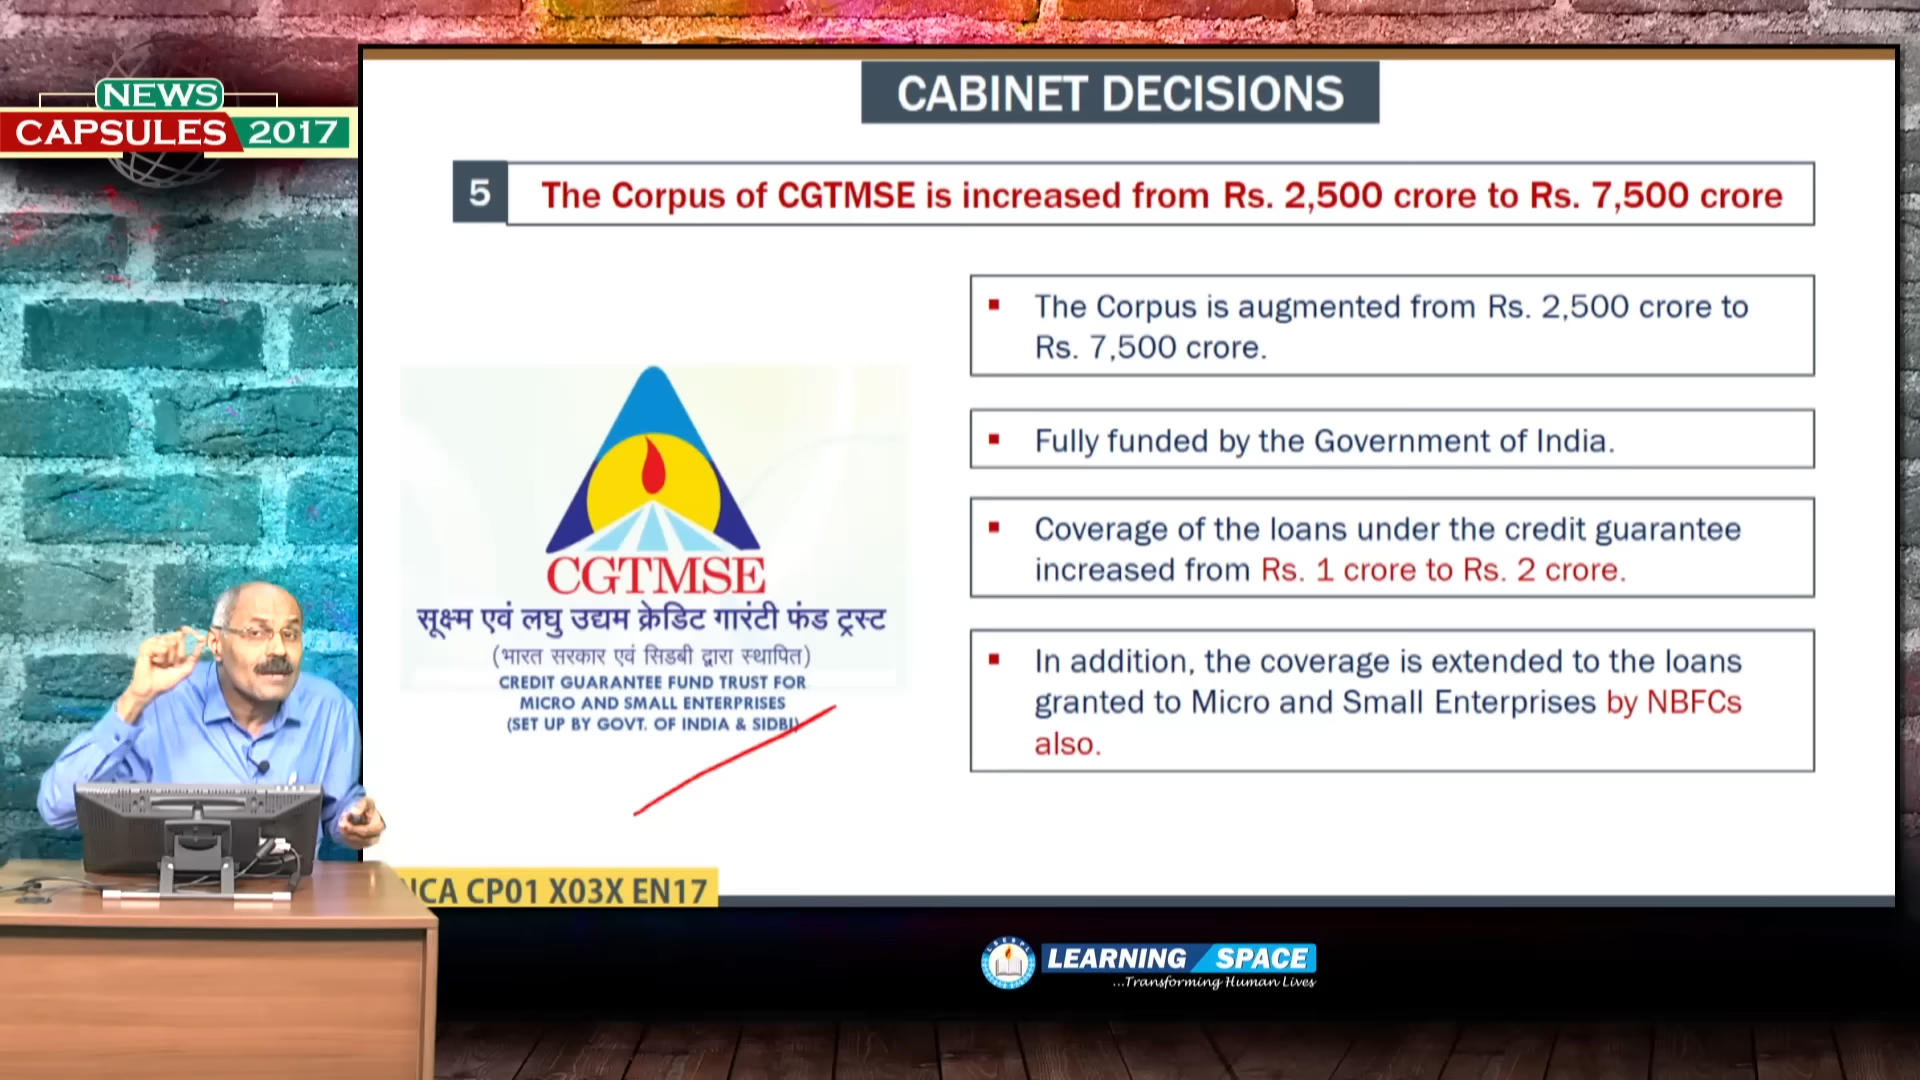 NEWS
CAPSULES 2017
CABINET DECISIONS
5
The Corpus of CGTMSE is increased from Rs. 2,500 crore to Rs. 7,500 crore
The Corpus is augmented from Rs. 2,500 crore to
Rs. 7,500 crore.
Fully funded by the Government of India.
Coverage of the loans under the credit guarantee
increased from Rs. 1 crore to Rs. 2 crore.
In addition, the coverage is extended to the loans
granted to Micro and Small Enterprises by NBFCs
also.
CGTMSE
सूक्ष्म एवं लघु उद्यम क्रेडिट गारंटी फंड ट्रस्ट
(भारत सरकार एवं सिडबी द्वारा स्थापित)
CREDIT GUARANTEE FUND TRUST FOR
MICRO AND SMALL ENTERPRISES
(SET UP BY GOVT. OF INDIA & SIDBI)
CP01 X03X EN17
LEARNING SPACE
...Transforming Human Lives